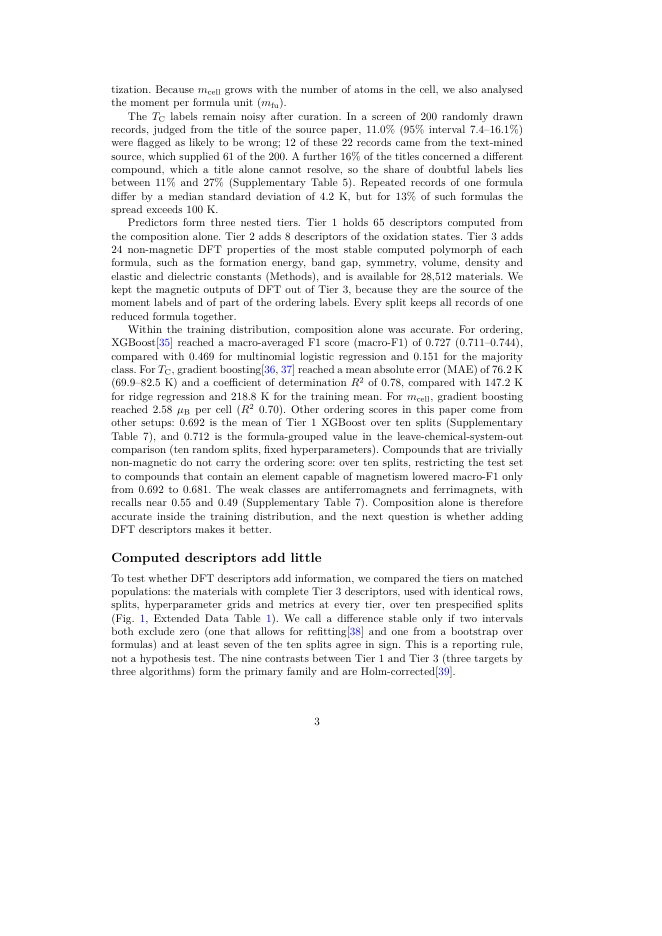 tization. Because mcell grows with the number of atoms in the cell, we also analysed
the moment per formula unit (mfu).
The TC labels remain noisy after curation. In a screen of 200 randomly drawn
records, judged from the title of the source paper, 11.0% (95% interval 7.4–16.1%)
were flagged as likely to be wrong; 12 of these 22 records came from the text-mined
source, which supplied 61 of the 200. A further 16% of the titles concerned a different
compound, which a title alone cannot resolve, so the share of doubtful labels lies
between 11% and 27% (Supplementary Table 5). Repeated records of one formula
differ by a median standard deviation of 4.2 K, but for 13% of such formulas the
spread exceeds 100 K.
Predictors form three nested tiers. Tier 1 holds 65 descriptors computed from
the composition alone. Tier 2 adds 8 descriptors of the oxidation states. Tier 3 adds
24 non-magnetic DFT properties of the most stable computed polymorph of each
formula, such as the formation energy, band gap, symmetry, volume, density and
elastic and dielectric constants (Methods), and is available for 28,512 materials. We
kept the magnetic outputs of DFT out of Tier 3, because they are the source of the
moment labels and of part of the ordering labels. Every split keeps all records of one
reduced formula together.
Within the training distribution, composition alone was accurate. For ordering,
XGBoost[35] reached a macro-averaged F1 score (macro-F1) of 0.727 (0.711–0.744),
compared with 0.469 for multinomial logistic regression and 0.151 for the majority
class. For TC, gradient boosting[36, 37] reached a mean absolute error (MAE) of 76.2 K
(69.9–82.5 K) and a coefficient of determination R² of 0.78, compared with 147.2 K
for ridge regression and 218.8 K for the training mean. For mcell, gradient boosting
reached 2.58 μB per cell (R² 0.70). Other ordering scores in this paper come from
other setups: 0.692 is the mean of Tier 1 XGBoost over ten splits (Supplementary
Table 7), and 0.712 is the formula-grouped value in the leave-chemical-system-out
comparison (ten random splits, fixed hyperparameters). Compounds that are trivially
non-magnetic do not carry the ordering score: over ten splits, restricting the test set
to compounds that contain an element capable of magnetism lowered macro-F1 only
from 0.692 to 0.681. The weak classes are antiferromagnets and ferrimagnets, with
recalls near 0.55 and 0.49 (Supplementary Table 7). Composition alone is therefore
accurate inside the training distribution, and the next question is whether adding
DFT descriptors makes it better.
Computed descriptors add little
To test whether DFT descriptors add information, we compared the tiers on matched
populations: the materials with complete Tier 3 descriptors, used with identical rows,
splits, hyperparameter grids and metrics at every tier, over ten prespecified splits
(Fig. 1, Extended Data Table 1). We call a difference stable only if two intervals
both exclude zero (one that allows for refitting[38] and one from a bootstrap over
formulas) and at least seven of the ten splits agree in sign. This is a reporting rule,
not a hypothesis test. The nine contrasts between Tier 1 and Tier 3 (three targets by
three algorithms) form the primary family and are Holm-corrected[39].
3